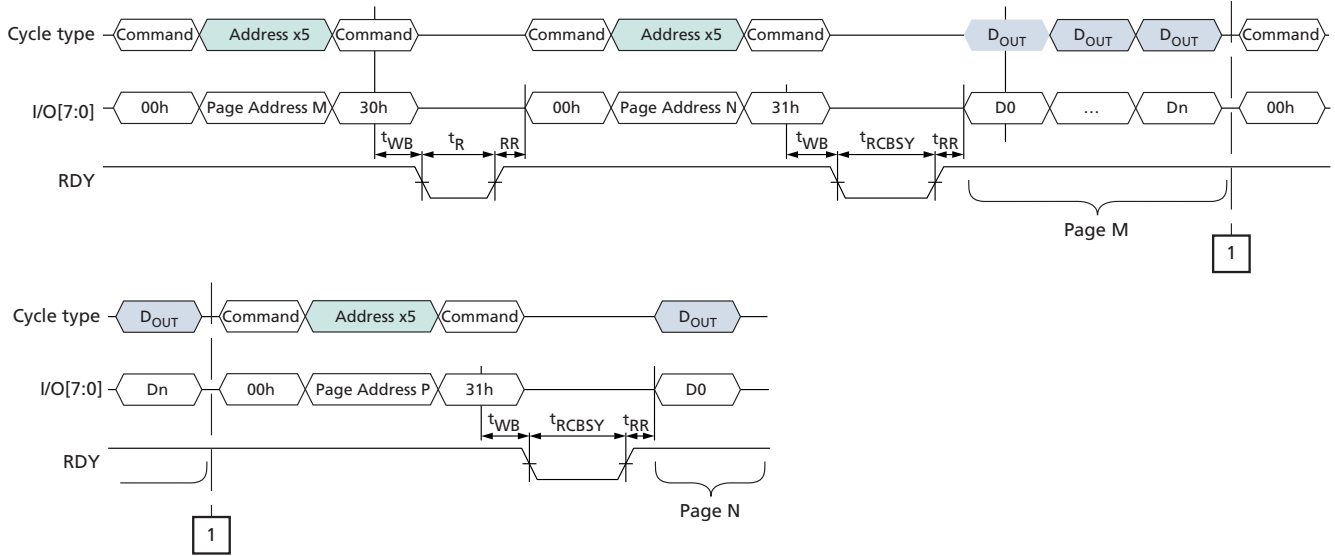 Cycle type Command Address x5 Command Command Address x5 Command DOUT DOUT DOUT Command
I/O[7:0] 00h Page Address M 30h 00h Page Address N 31h D0 … Dn 00h
tWB tR RR tWB tRCBSY tRR
RDY
Page M
1
Cycle type DOUT Command Address x5 Command DOUT
I/O[7:0] Dn 00h Page Address P 31h D0
tWB tRCBSY tRR
RDY
Page N
1